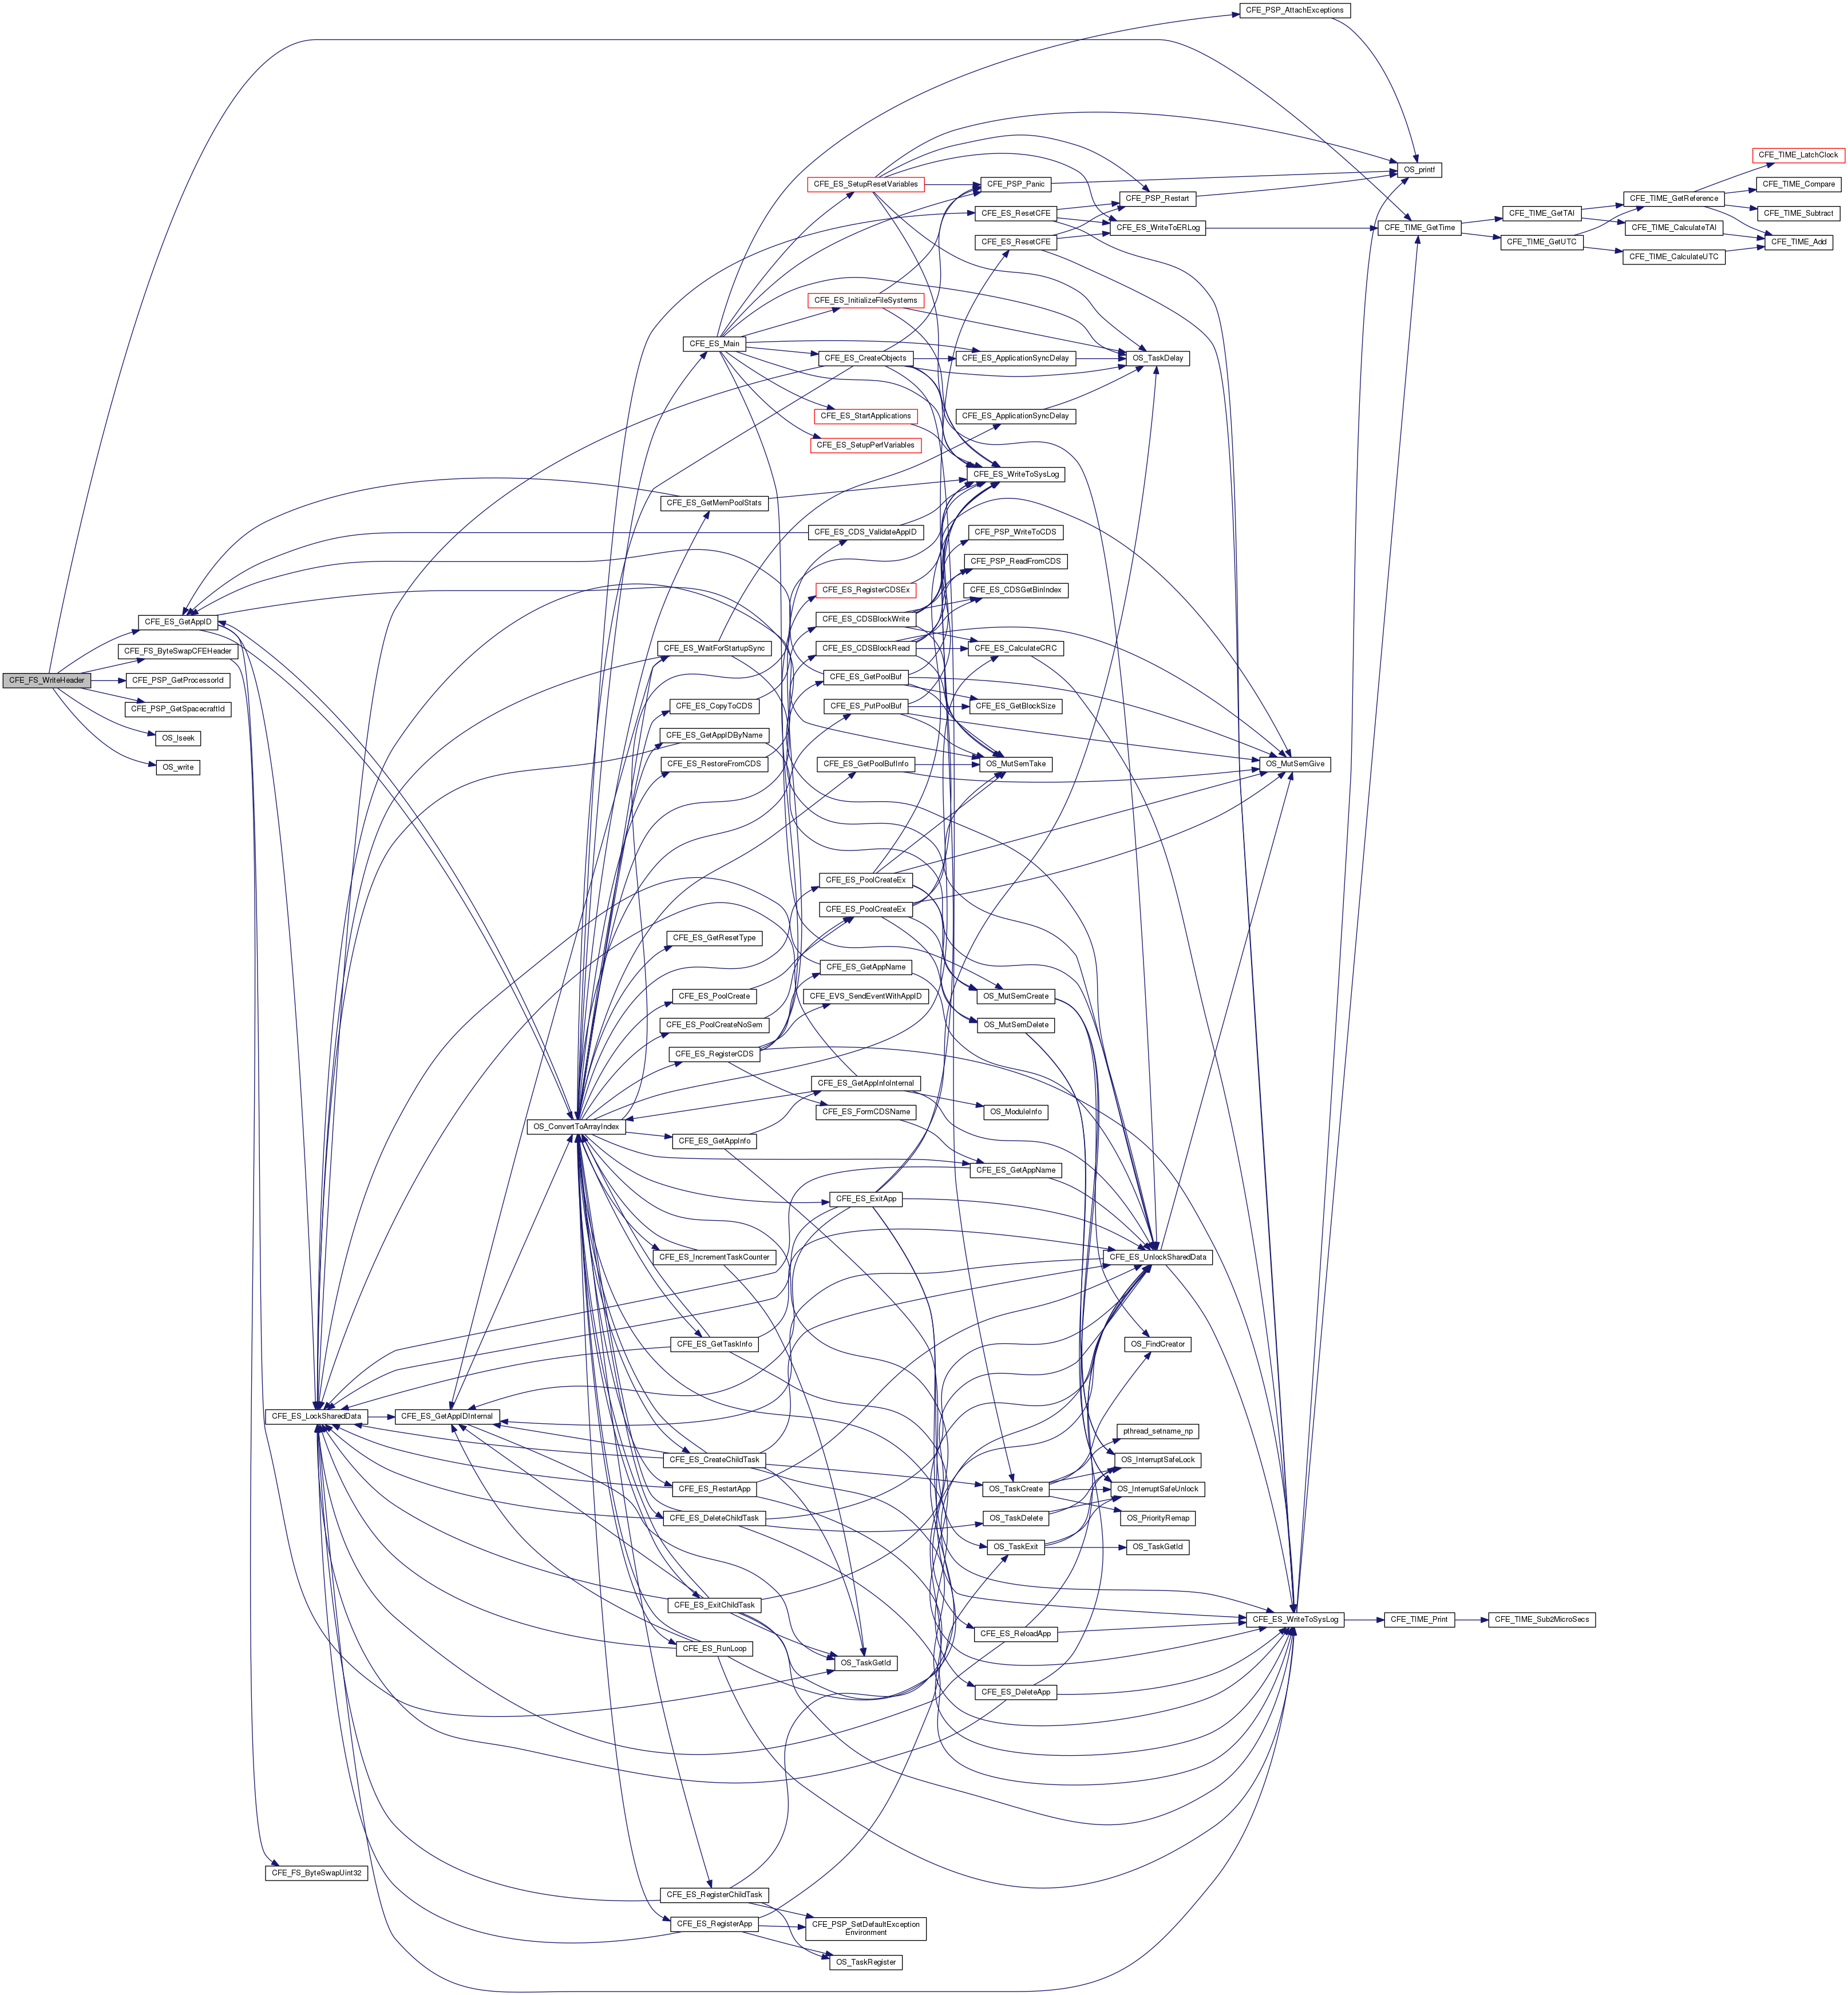 CFE_PSP_AttachExceptions
CFE_TIME_LatchClock
OS_printf
CFE_ES_SetupResetVariables
CFE_PSP_Panic
CFE_TIME_Compare
CFE_PSP_Restart
CFE_TIME_GetReference
CFE_ES_ResetCFE
CFE_TIME_GetTAI
CFE_TIME_Subtract
CFE_ES_WriteToERLog
CFE_TIME_GetTime
CFE_TIME_CalculateTAI
CFE_ES_ResetCFE
CFE_TIME_GetUTC
CFE_TIME_Add
CFE_TIME_CalculateUTC
CFE_ES_InitializeFileSystems
CFE_ES_Main
CFE_ES_CreateObjects
CFE_ES_ApplicationSyncDelay
OS_TaskDelay
CFE_ES_StartApplications
CFE_ES_ApplicationSyncDelay
CFE_ES_SetupPerfVariables
CFE_ES_WriteToSysLog
CFE_ES_GetMemPoolStats
CFE_ES_CDS_ValidateAppID
CFE_PSP_WriteToCDS
CFE_PSP_ReadFromCDS
CFE_ES_RegisterCDSEx
CFE_ES_CDSGetBinIndex
CFE_ES_GetAppID
CFE_ES_CDSBlockWrite
CFE_FS_ByteSwapCFEHeader
CFE_ES_WaitForStartupSync
CFE_ES_CDSBlockRead
CFE_ES_CalculateCRC
CFE_FS_WriteHeader
CFE_PSP_GetProcessorId
CFE_ES_GetPoolBuf
CFE_PSP_GetSpacecraftId
CFE_ES_CopyToCDS
CFE_ES_PutPoolBuf
CFE_ES_GetBlockSize
OS_lseek
CFE_ES_GetAppIDByName
OS_write
CFE_ES_RestoreFromCDS
CFE_ES_GetPoolBufInfo
OS_MutSemTake
OS_MutSemGive
CFE_ES_PoolCreateEx
CFE_ES_PoolCreateEx
CFE_ES_GetResetType
CFE_ES_GetAppName
CFE_ES_PoolCreate
CFE_EVS_SendEventWithAppID
OS_MutSemCreate
CFE_ES_PoolCreateNoSem
OS_MutSemDelete
CFE_ES_RegisterCDS
CFE_ES_GetAppInfoInternal
CFE_ES_FormCDSName
OS_ModuleInfo
OS_ConvertToArrayIndex
CFE_ES_GetAppInfo
CFE_ES_GetAppName
CFE_ES_ExitApp
CFE_ES_IncrementTaskCounter
CFE_ES_UnlockSharedData
CFE_ES_GetTaskInfo
OS_FindCreator
CFE_ES_LockSharedData
CFE_ES_GetAppIDInternal
pthread_setname_np
CFE_ES_CreateChildTask
OS_InterruptSafeLock
CFE_ES_RestartApp
OS_TaskCreate
OS_InterruptSafeUnlock
CFE_ES_DeleteChildTask
OS_TaskDelete
OS_PriorityRemap
OS_TaskExit
OS_TaskGetId
CFE_ES_ExitChildTask
CFE_ES_WriteToSysLog
CFE_TIME_Print
CFE_TIME_Sub2MicroSecs
CFE_ES_RunLoop
CFE_ES_ReloadApp
OS_TaskGetId
CFE_ES_DeleteApp
CFE_FS_ByteSwapUint32
CFE_ES_RegisterChildTask
CFE_ES_RegisterApp
CFE_PSP_SetDefaultException
_Environment
OS_TaskRegister